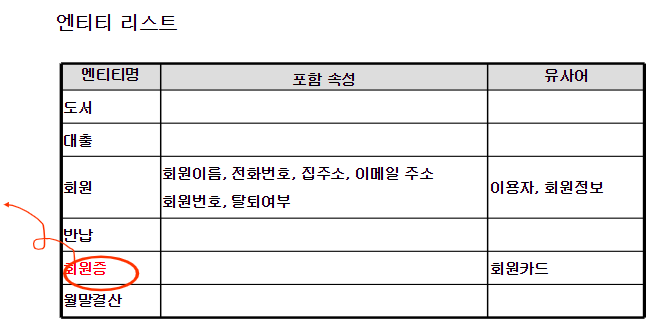 엔티티 리스트
엔티티명 포함 속성 유사어
도서
대출
회원이름, 전화번호, 집주소, 이메일 주소
회원 이용자, 회원정보
회원번호, 탈퇴여부
반납
회원증 회원카드
월말결산